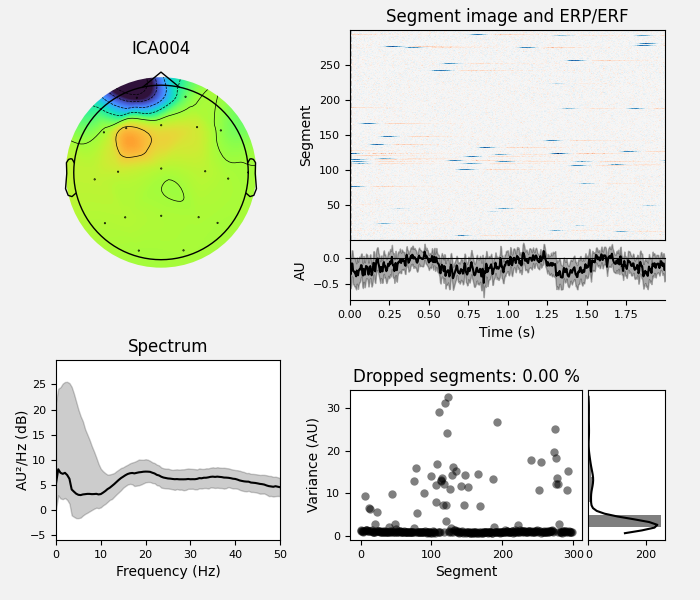 ICA004
Segment image and ERP/ERF
Segment
250
200
150
100
50
AU
0.0
−0.5
0.00 0.25 0.50 0.75 1.00 1.25 1.50 1.75
Time (s)
Spectrum
AU²/Hz (dB)
25
20
15
10
5
0
−5
0 10 20 30 40 50
Frequency (Hz)
Dropped segments: 0.00 %
Variance (AU)
30
20
10
0
0 100 200 300
Segment
0 200